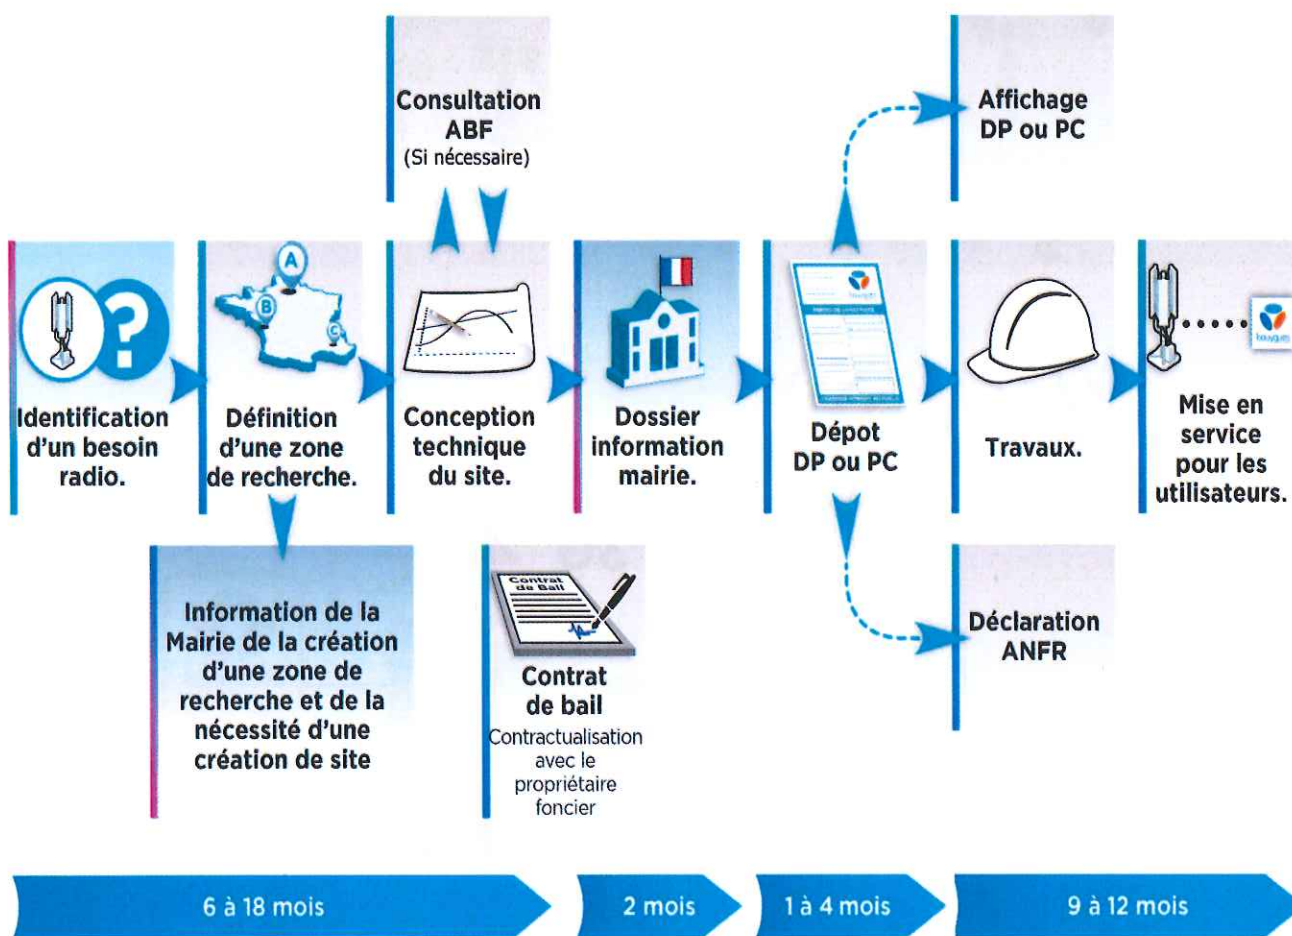 Consultation
ABF
(Si nécessaire)
Affichage
DP ou PC
A
B
C
Identification
d'un besoin
radio.
Définition
d'une zone
de recherche.
Conception
technique
du site.
Dossier
information
mairie.
Dépot
DP ou PC
Travaux.
bouygues
Mise en
service
pour les
utilisateurs.
Information de la
Mairie de la création
d'une zone de
recherche et de la
nécessité d'une
création de site
Contrat
de Bail
Contrat
de bail
Contractualisation
avec le
propriétaire
foncier
Déclaration
ANFR
6 à 18 mois
2 mois
1 à 4 mois
9 à 12 mois